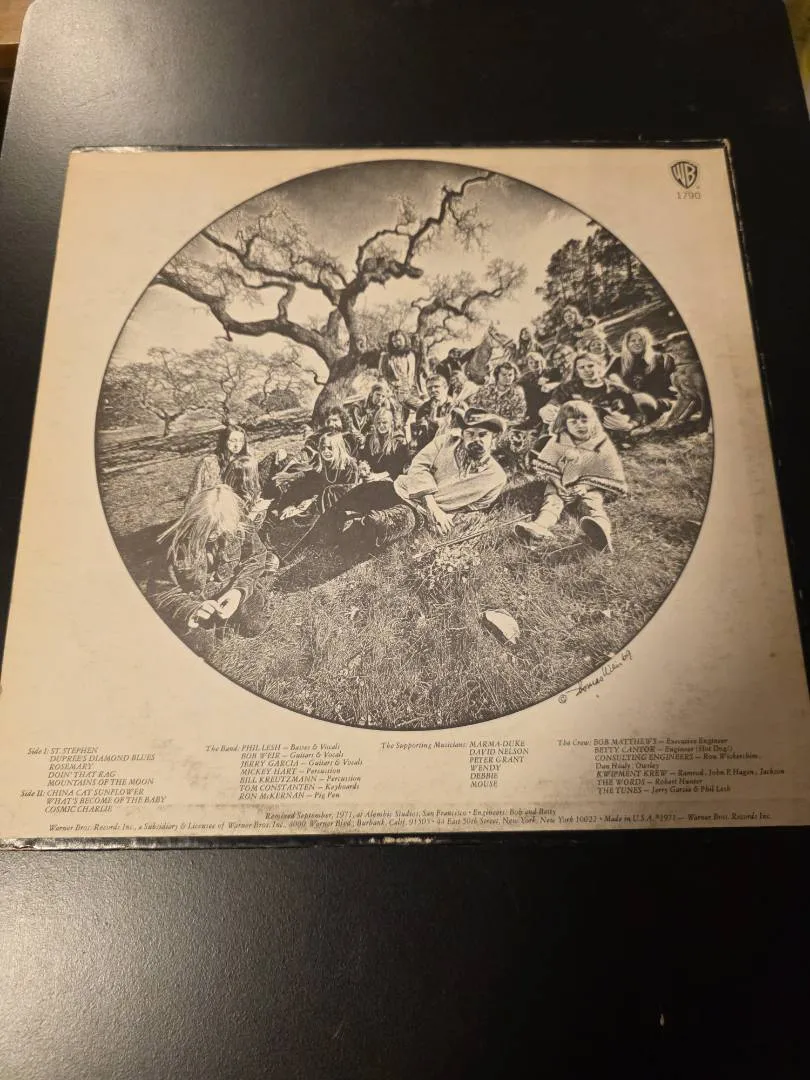 WB
1790
© Thomas Weir 69
Side I: ST. STEPHEN
DUPREE'S DIAMOND BLUES
ROSEMARY
DOIN' THAT RAG
MOUNTAINS OF THE MOON
Side II: CHINA CAT SUNFLOWER
WHAT'S BECOME OF THE BABY
COSMIC CHARLIE
The Band: PHIL LESH — Basses & Vocals
BOB WEIR — Guitars & Vocals
JERRY GARCIA — Guitars & Vocals
MICKEY HART — Percussion
BILL KREUTZMANN — Percussion
TOM CONSTANTEN — Keyboards
RON McKERNAN — Pig Pen
The Supporting Musicians: MARMA-DUKE
DAVID NELSON
PETER GRANT
WENDY
DEBBIE
MOUSE
The Crew: BOB MATTHEWS — Executive Engineer
BETTY CANTOR — Engineer (Hot Dog!)
CONSULTING ENGINEERS — Ron Wickersheim,
Dan Healy, Owsley
KWIPMENT KREW — Ramrod, John P. Hagen, Jackson
THE WORDS — Robert Hunter
THE TUNES — Jerry Garcia & Phil Lesh
Remixed September, 1971, at Alembic Studios, San Francisco • Engineers: Bob and Betty
Warner Bros. Records Inc., a Subsidiary & Licensee of Warner Bros. Inc., 4000 Warner Blvd., Burbank, Calif. 91505 • 44 East 50th Street, New York, New York 10022 • Made in U.S.A. ℗1971 — Warner Bros. Records Inc.